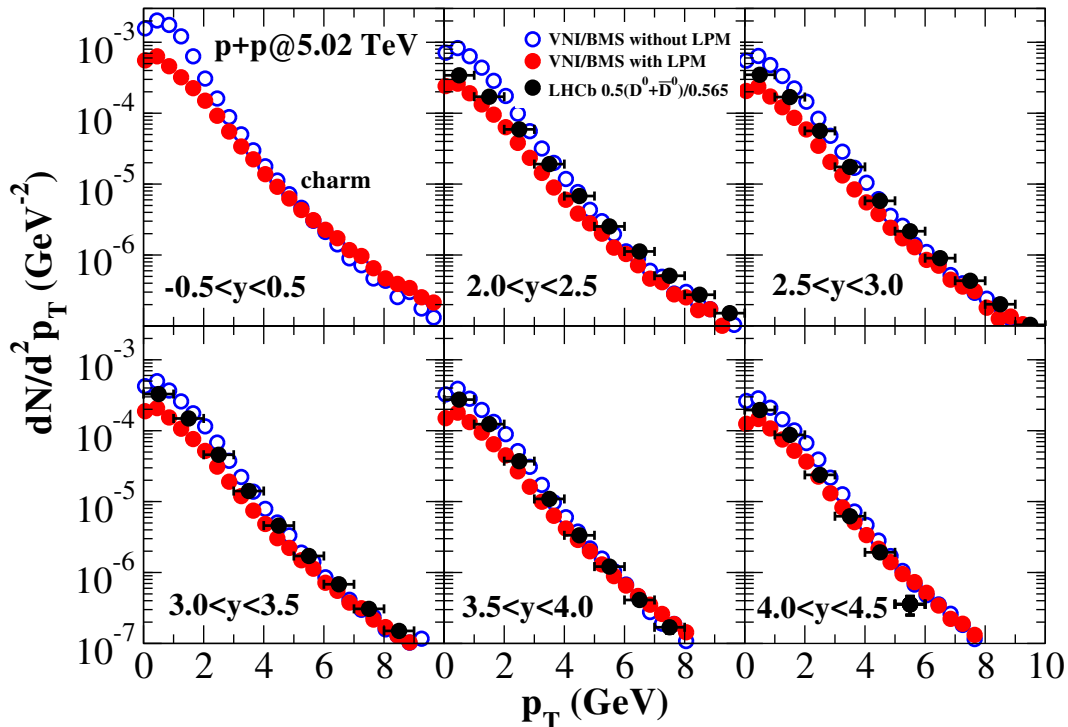 p+p@5.02 TeV
VNI/BMS without LPM
VNI/BMS with LPM
LHCb 0.5(D⁰+D̅⁰)/0.565
charm
-0.5<y<0.5
2.0<y<2.5
2.5<y<3.0
3.0<y<3.5
3.5<y<4.0
4.0<y<4.5
10⁻³
10⁻⁴
10⁻⁵
10⁻⁶
10⁻³
10⁻⁴
10⁻⁵
10⁻⁶
10⁻⁷
dN/d²p_T (GeV⁻²)
0 2 4 6 8 0 2 4 6 8 0 2 4 6 8 10
p_T (GeV)